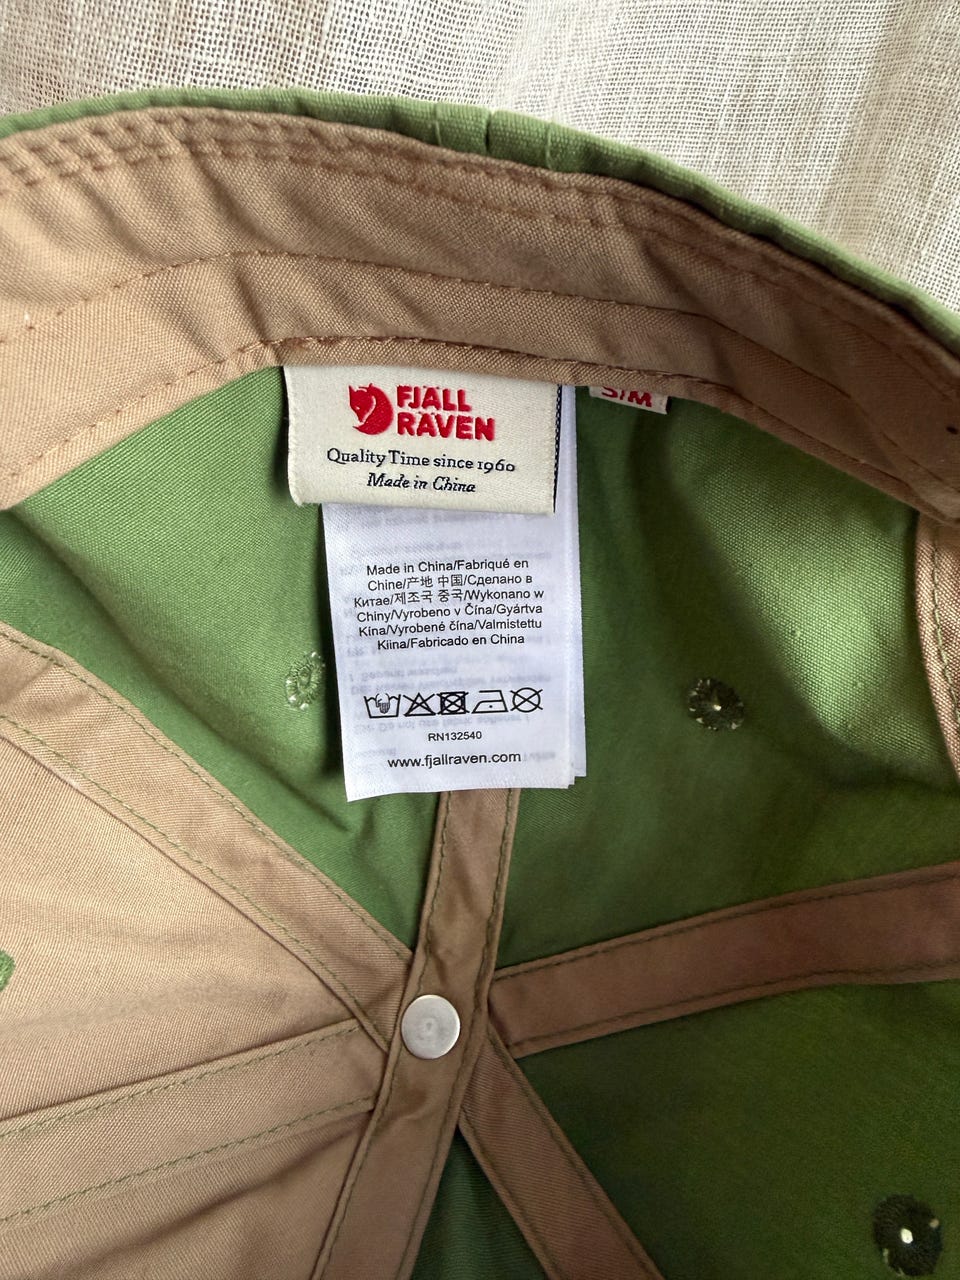 FJÄLL
RÄVEN
Quality Time since 1960
Made in China
S/M
Made in China/Fabriqué en
Chine/产地 中国/Сделано в
Китае/제조국 중국/Wykonano w
Chiny/Vyrobeno v Čína/Gyártva
Kína/Vyrobené čína/Valmistettu
Kiina/Fabricado en China
RN132540
www.fjallraven.com